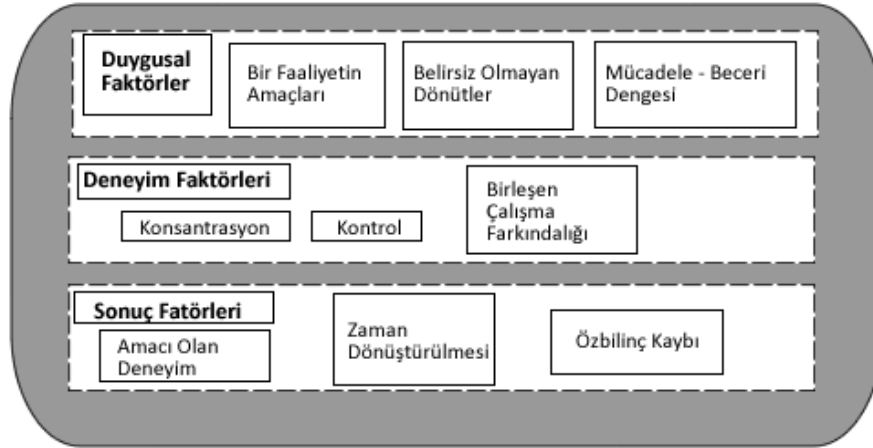 Duygusal
Faktörler
Bir Faaliyetin
Amaçları
Belirsiz Olmayan
Dönütler
Mücadele - Beceri
Dengesi
Deneyim Faktörleri
Konsantrasyon
Kontrol
Birleşen
Çalışma
Farkındalığı
Sonuç Fatörleri
Amacı Olan
Deneyim
Zaman
Dönüştürülmesi
Özbilinç Kaybı